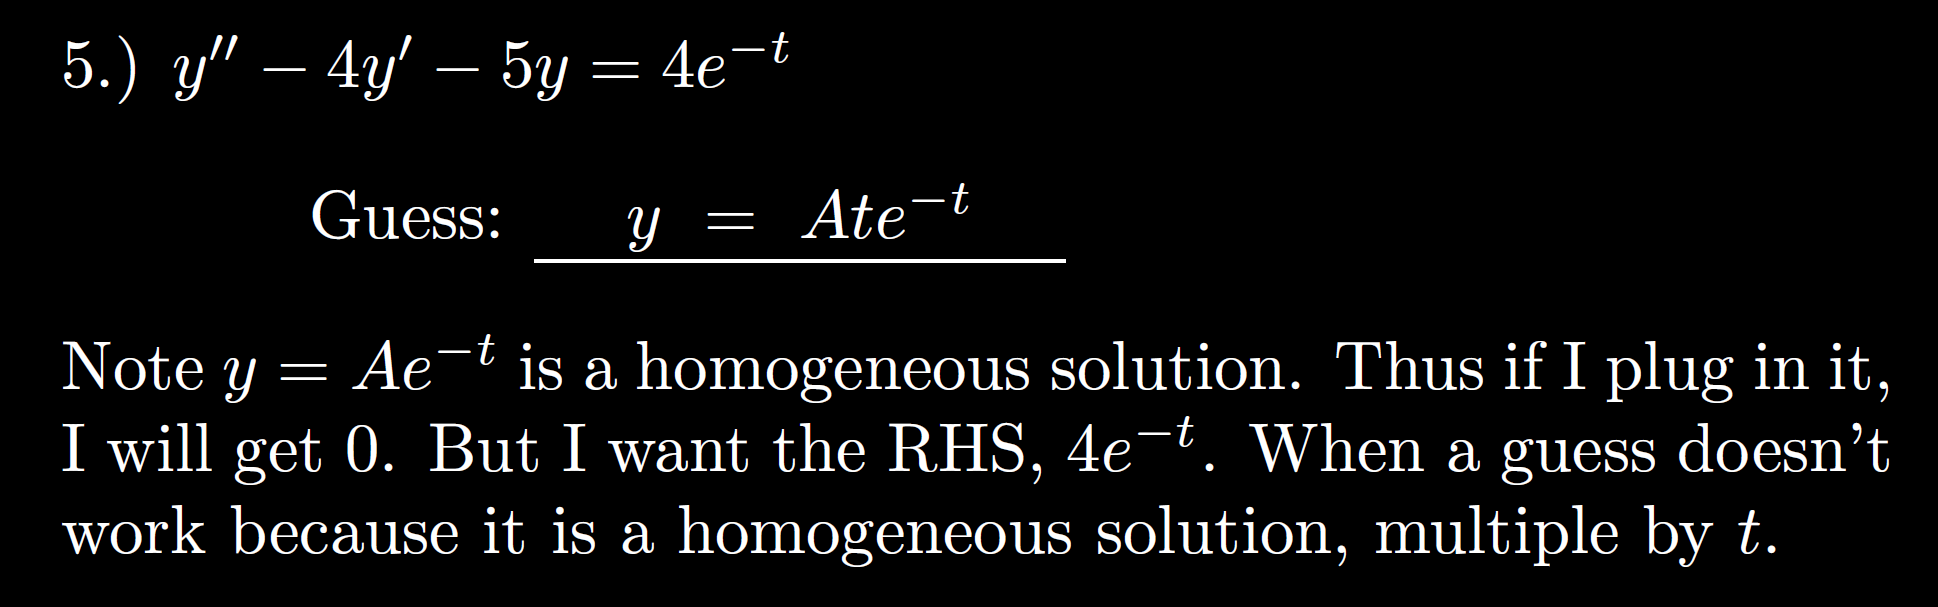 5.) y′′ − 4y′ − 5y = 4e^{−t}
Guess: y = Ate^{−t}
Note y = Ae^{−t} is a homogeneous solution. Thus if I plug in it,
I will get 0. But I want the RHS, 4e^{−t}. When a guess doesn’t
work because it is a homogeneous solution, multiple by t.